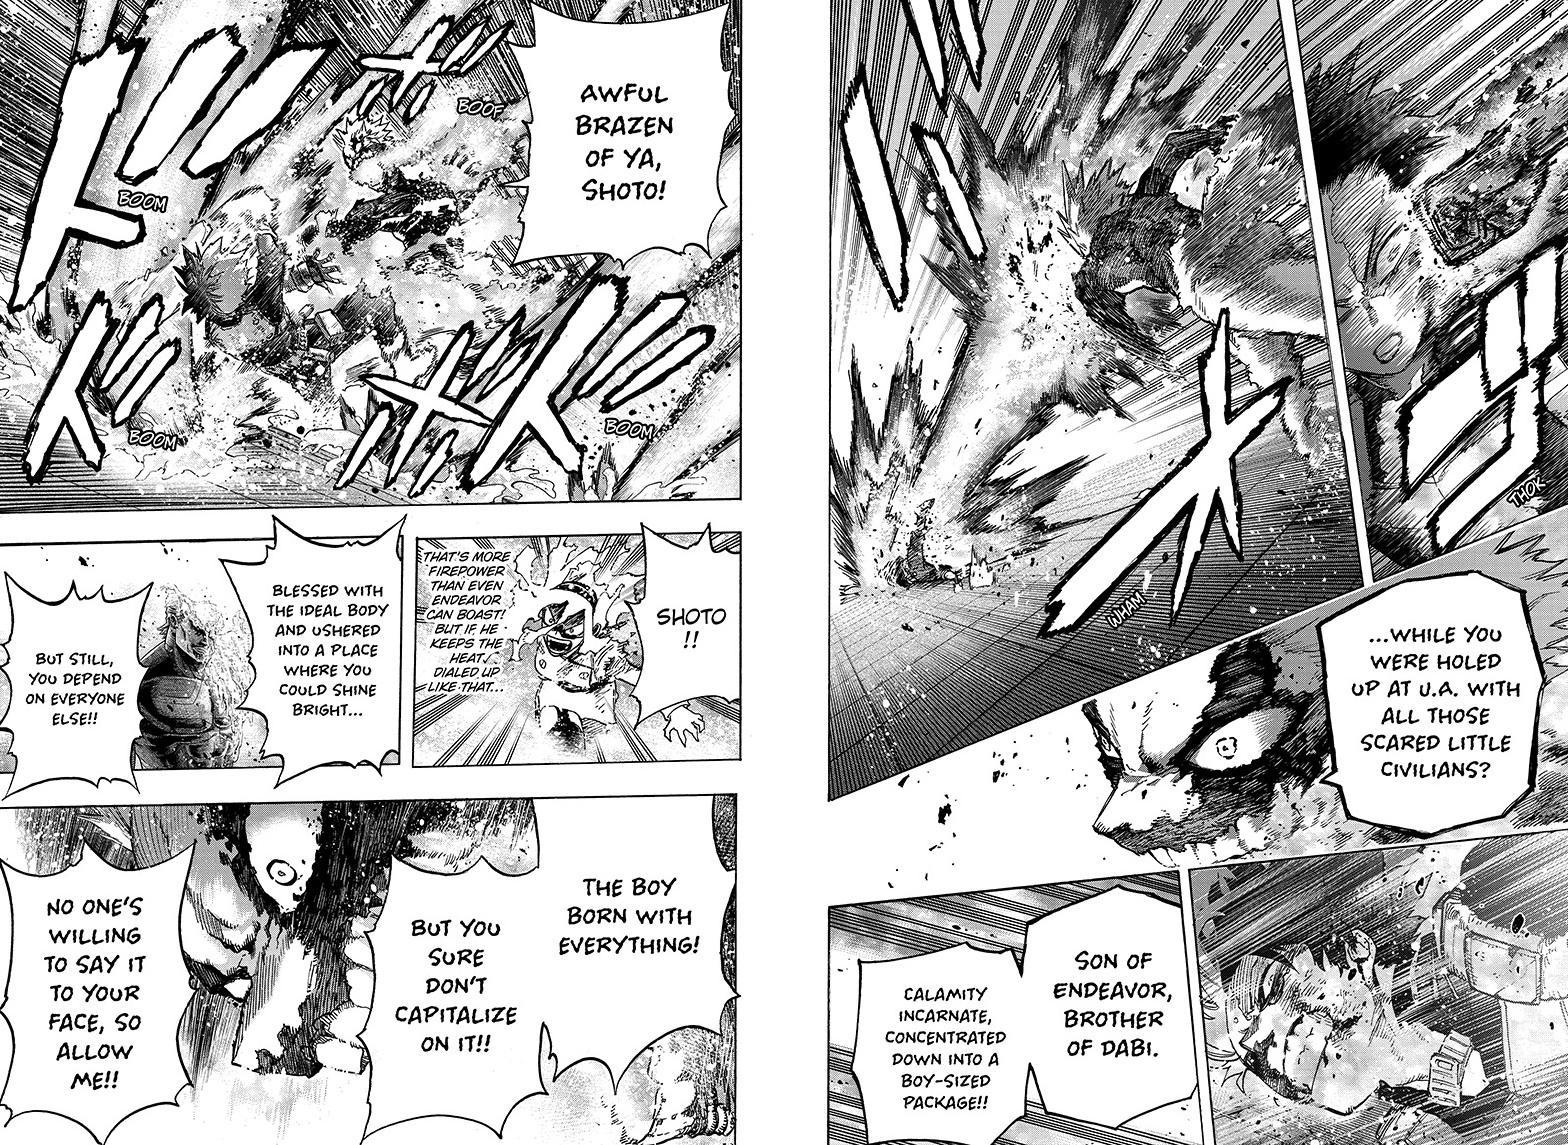 THOK
WHAM
...WHILE YOU
WERE HOLED
UP AT U.A. WITH
ALL THOSE
SCARED LITTLE
CIVILIANS?
SON OF
ENDEAVOR,
BROTHER
OF DABI.
CALAMITY
INCARNATE,
CONCENTRATED
DOWN INTO A
BOY-SIZED
PACKAGE!!
AWFUL
BRAZEN
OF YA,
SHOTO!
BOOF
BOOM
BOOM
BOOM
SHOTO
!!
THAT'S MORE
FIREPOWER
THAN EVEN
ENDEAVOR
CAN BOAST!
BUT IF HE
KEEPS THE
HEAT
DIALED UP
LIKE THAT...
BLESSED WITH
THE IDEAL BODY
AND USHERED
INTO A PLACE
WHERE YOU
COULD SHINE
BRIGHT...
BUT STILL,
YOU DEPEND
ON EVERYONE
ELSE!!
THE BOY
BORN WITH
EVERYTHING!
BUT YOU
SURE
DON'T
CAPITALIZE
ON IT!!
NO ONE'S
WILLING
TO SAY IT
TO YOUR
FACE, SO
ALLOW
ME!!